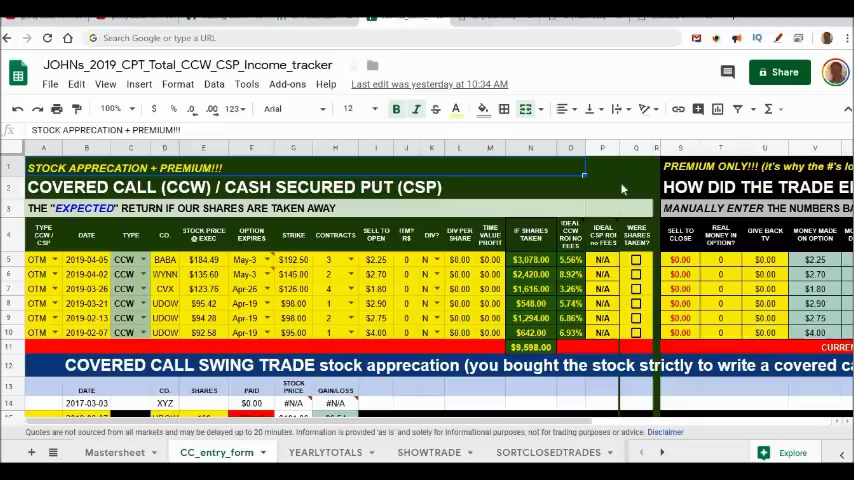 Search Google or type a URL
JOHNs_2019_CPT_Total_CCW_CSP_Income_tracker
File Edit View Insert Format Data Tools Add-ons Help Last edit was yesterday at 10:34 AM
Share
100% $ % .0 .00 123 Arial 12 B I S A
fx STOCK APPRECATION + PREMIUM!!!
A B C D E F G H I J K L M N O P Q R S T U V
1 STOCK APPRECATION + PREMIUM!!! PREMIUM ONLY!!! (it's why the #'s lo
2 COVERED CALL (CCW) / CASH SECURED PUT (CSP) HOW DID THE TRADE E
3 THE "EXPECTED" RETURN IF OUR SHARES ARE TAKEN AWAY MANUALLY ENTER THE NUMBERS BA
4 TYPE CCW / CSP DATE TYPE CO. STOCK PRICE @ EXEC OPTION EXPIRES STRIKE CONTRACTS SELL TO OPEN ITM? R$ DIV? DIV PER SHARE TIME VALUE PROFIT IF SHARES TAKEN IDEAL CCW ROI NO FEES IDEAL CSP ROI no FEES WERE SHARES TAKEN? SELL TO CLOSE REAL MONEY IN OPTION? GIVE BACK TV MONEY MADE ON OPTION
5 OTM 2019-04-05 CCW BABA $184.49 May-3 $192.50 3 $2.25 0 N $0.00 $0.00 $3,078.00 5.56% N/A $0.00 0 $0.00 $2.25
6 OTM 2019-04-02 CCW WYNN $135.60 May-3 $145.00 2 $2.70 0 N $0.00 $0.00 $2,420.00 8.92% N/A $0.00 0 $0.00 $2.70
7 OTM 2019-03-26 CCW CVX $123.76 Apr-26 $126.00 4 $1.80 0 N $0.00 $0.00 $1,616.00 3.26% N/A $0.00 0 $0.00 $1.80
8 OTM 2019-03-21 CCW UDOW $95.42 Apr-19 $98.00 1 $2.90 0 N $0.00 $0.00 $548.00 5.74% N/A $0.00 0 $0.00 $2.90
9 OTM 2019-02-13 CCW UDOW $94.28 Apr-19 $98.00 2 $2.75 0 N $0.00 $0.00 $1,294.00 6.86% N/A $0.00 0 $0.00 $2.75
10 OTM 2019-02-07 CCW UDOW $92.58 Apr-19 $95.00 1 $4.00 0 N $0.00 $0.00 $642.00 6.93% N/A $0.00 0 $0.00 $4.00
11 $9,598.00 CURRE
12 COVERED CALL SWING TRADE stock apprecation (you bought the stock strictly to write a covered ca
13 DATE CO. SHARES PAID STOCK PRICE GAIN/LOSS
14 2017-03-03 XYZ $0.00 #N/A #N/A
Quotes are not sourced from all markets and may be delayed up to 20 minutes. Information is provided 'as is' and solely for informational purposes, not for trading purposes or advice. Disclaimer
Mastersheet CC_entry_form YEARLYTOTALS SHOWTRADE SORTCLOSEDTRADES Explore